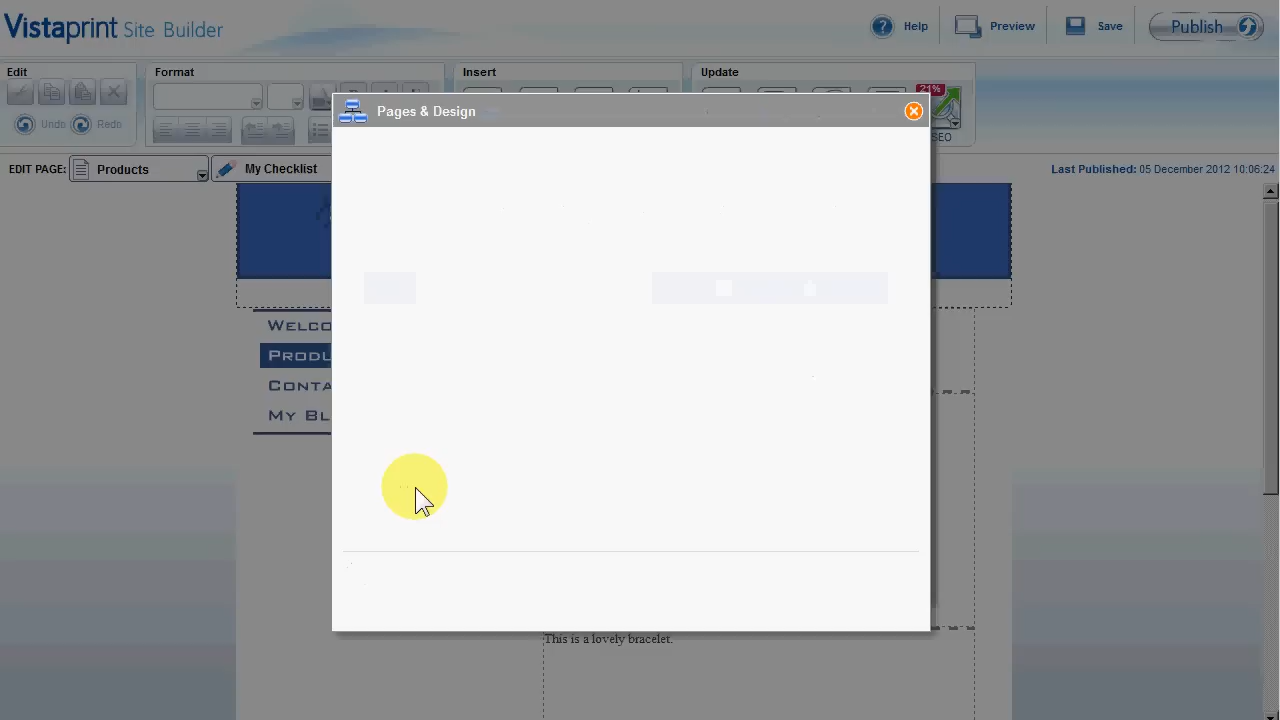 Vistaprint Site Builder
Help
Preview
Save
Publish
Edit
Format
Insert
Update
Undo
Redo
21%
SEO
Pages & Design
EDIT PAGE:
Products
My Checklist
Last Published: 05 December 2012 10:06:24
WELCO
PRODU
CONTA
MY BL
This is a lovely bracelet.